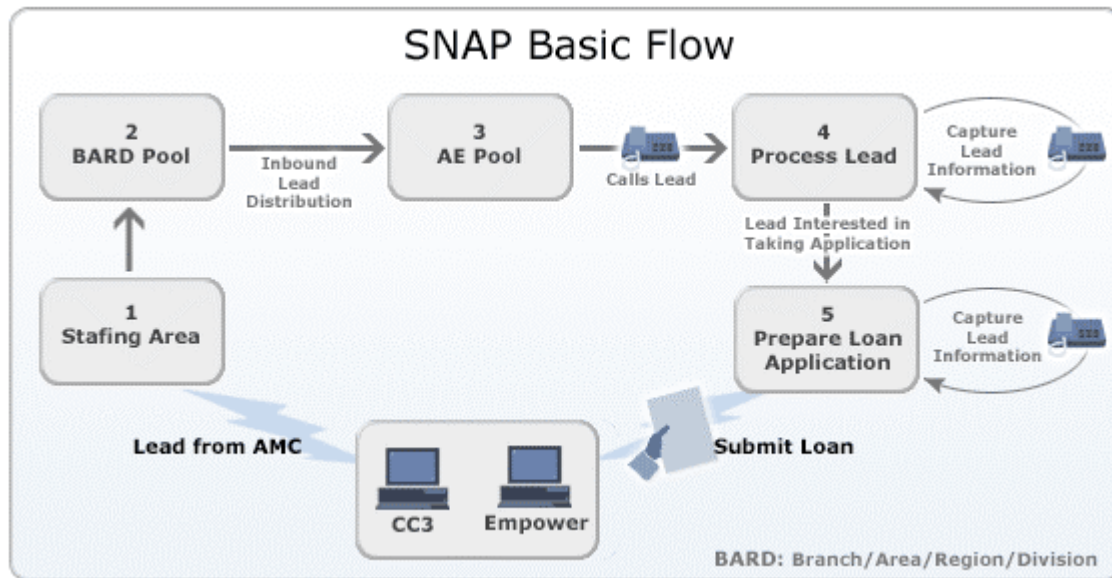 SNAP Basic Flow
2
BARD Pool
Inbound
Lead
Distribution
3
AE Pool
Calls Lead
4
Process Lead
Capture
Lead
Information
Lead Interested in
Taking Application
1
Stafing Area
5
Prepare Loan
Application
Capture
Lead
Information
Lead from AMC
Submit Loan
CC3
Empower
BARD: Branch/Area/Region/Division